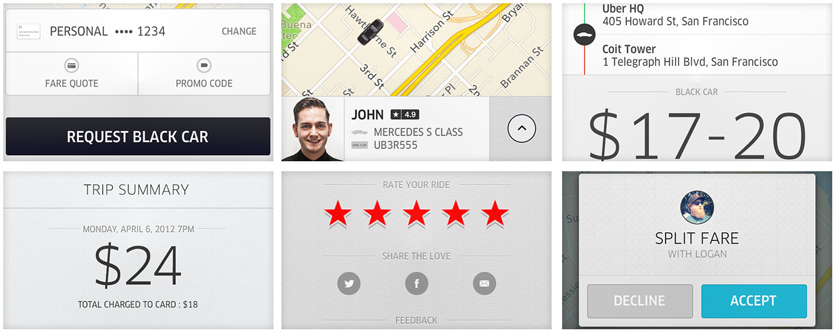 PERSONAL •••• 1234
CHANGE
FARE QUOTE
PROMO CODE
REQUEST BLACK CAR
Buena
Center
Hawthorne St
Harrison St
3rd St
Brannan St
JOHN ★ 4.9
MERCEDES S CLASS
UB3R555
Uber HQ
405 Howard St, San Francisco
Coit Tower
1 Telegraph Hill Blvd, San Francisco
BLACK CAR
$17-20
TRIP SUMMARY
MONDAY, APRIL 6, 2012 7PM
$24
TOTAL CHARGED TO CARD : $18
RATE YOUR RIDE
SHARE THE LOVE
FEEDBACK
SPLIT FARE
WITH LOGAN
DECLINE
ACCEPT